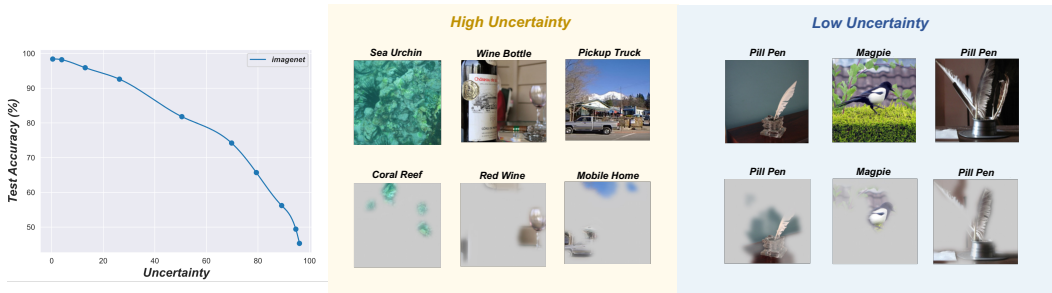 100
90
80
70
60
50
0
20
40
60
80
100
Test Accuracy (%)
Uncertainty
imagenet
High Uncertainty
Sea Urchin
Wine Bottle
Pickup Truck
Coral Reef
Red Wine
Mobile Home
Low Uncertainty
Pill Pen
Magpie
Pill Pen
Pill Pen
Magpie
Pill Pen